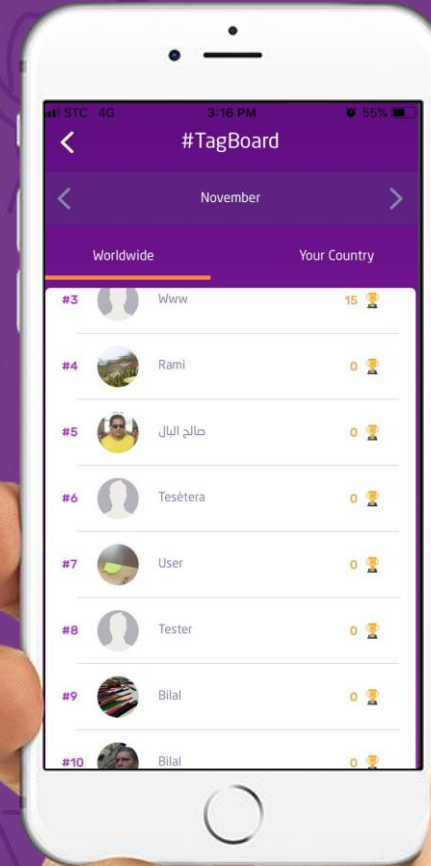 STC 4G 3:16 PM 55%
#TagBoard
November
Worldwide Your Country
#3 Www 15
#4 Rami 0
#5 صالح البال 0
#6 Tesètera 0
#7 User 0
#8 Tester 0
#9 Bilal 0
#10 Bilal 0